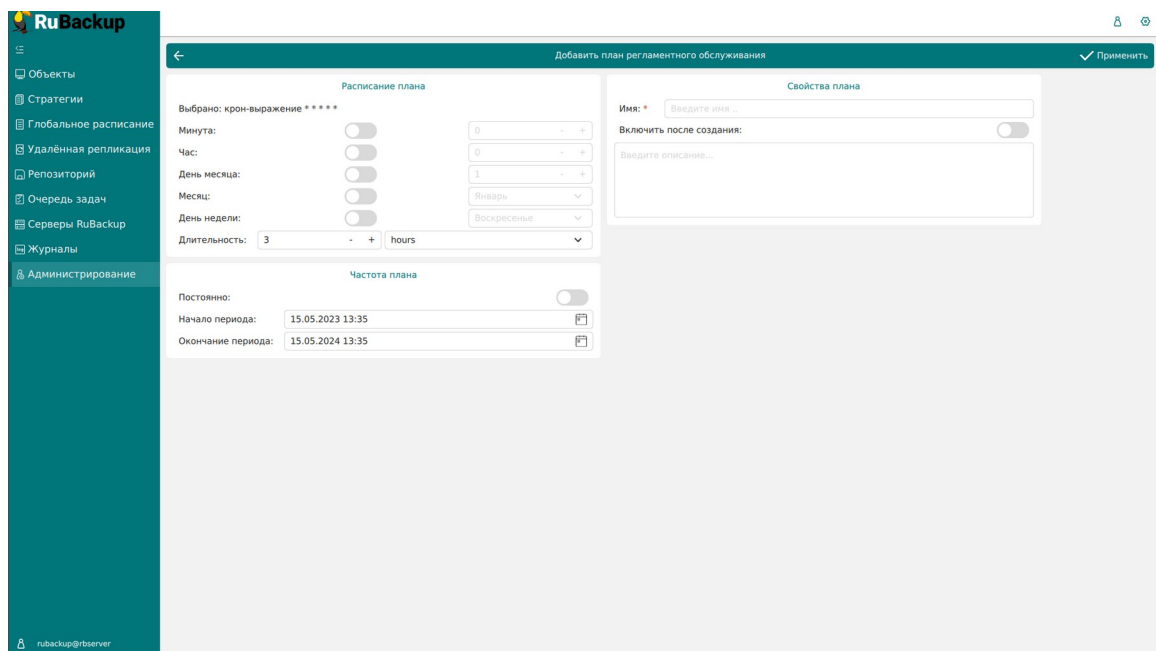 RuBackup
Объекты
Стратегии
Глобальное расписание
Удалённая репликация
Репозиторий
Очередь задач
Серверы RuBackup
Журналы
Администрирование
rubackup@rbserver
Добавить план регламентного обслуживания
Применить
Расписание плана
Выбрано: крон-выражение * * * * *
Минута: 0 - +
Час: 0 - +
День месяца: 1 - +
Месяц: Январь
День недели: Воскресенье
Длительность: 3 - + hours
Частота плана
Постоянно:
Начало периода: 15.05.2023 13:35
Окончание периода: 15.05.2024 13:35
Свойства плана
Имя: * Введите имя ..
Включить после создания:
Введите описание...